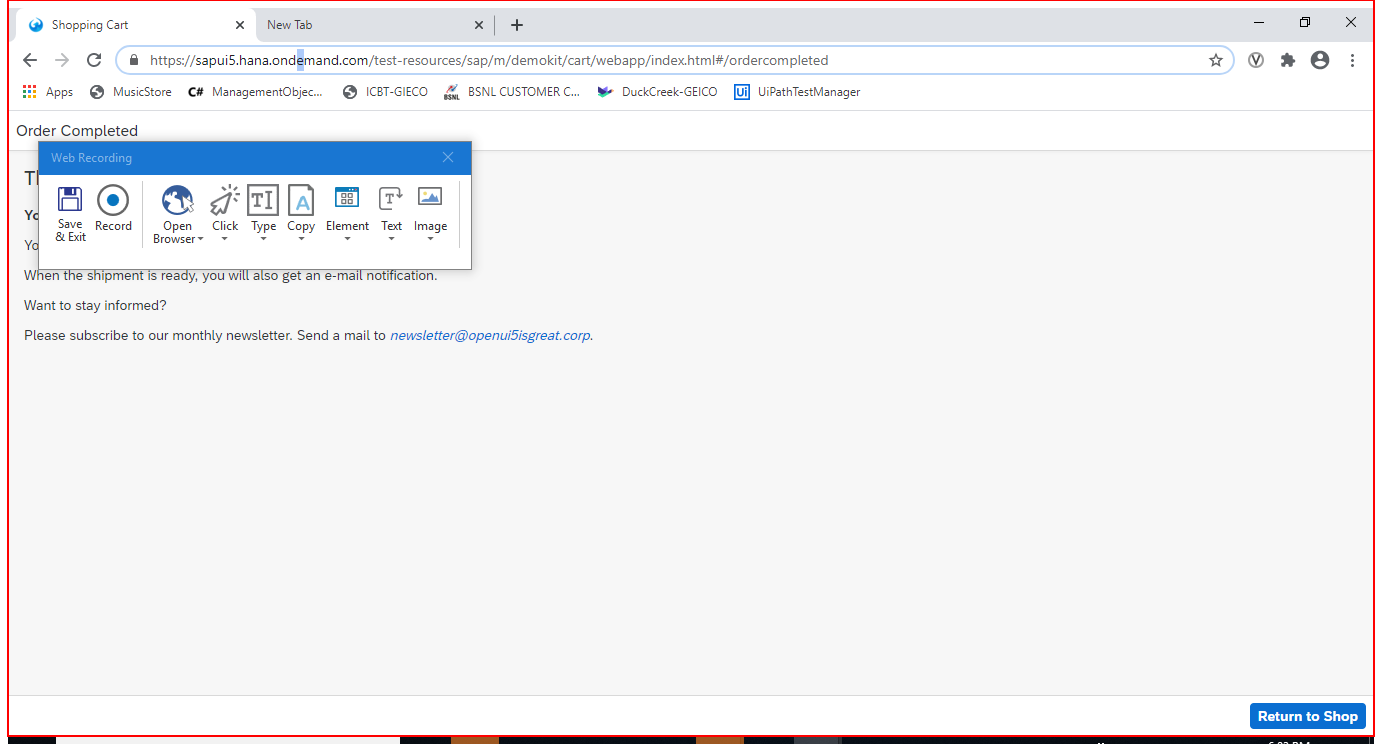 Shopping Cart
New Tab
https://sapui5.hana.ondemand.com/test-resources/sap/m/demokit/cart/webapp/index.html#/ordercompleted
Apps MusicStore C# ManagementObjec... ICBT-GIECO BSNL BSNL CUSTOMER C... DuckCreek-GEICO Ui UiPathTestManager
Order Completed
Web Recording
Save & Exit
Record
Open Browser
Click
TI Type
A Copy
Element
T Text
Image
When the shipment is ready, you will also get an e-mail notification.
Want to stay informed?
Please subscribe to our monthly newsletter. Send a mail to newsletter@openui5isgreat.corp.
Return to Shop